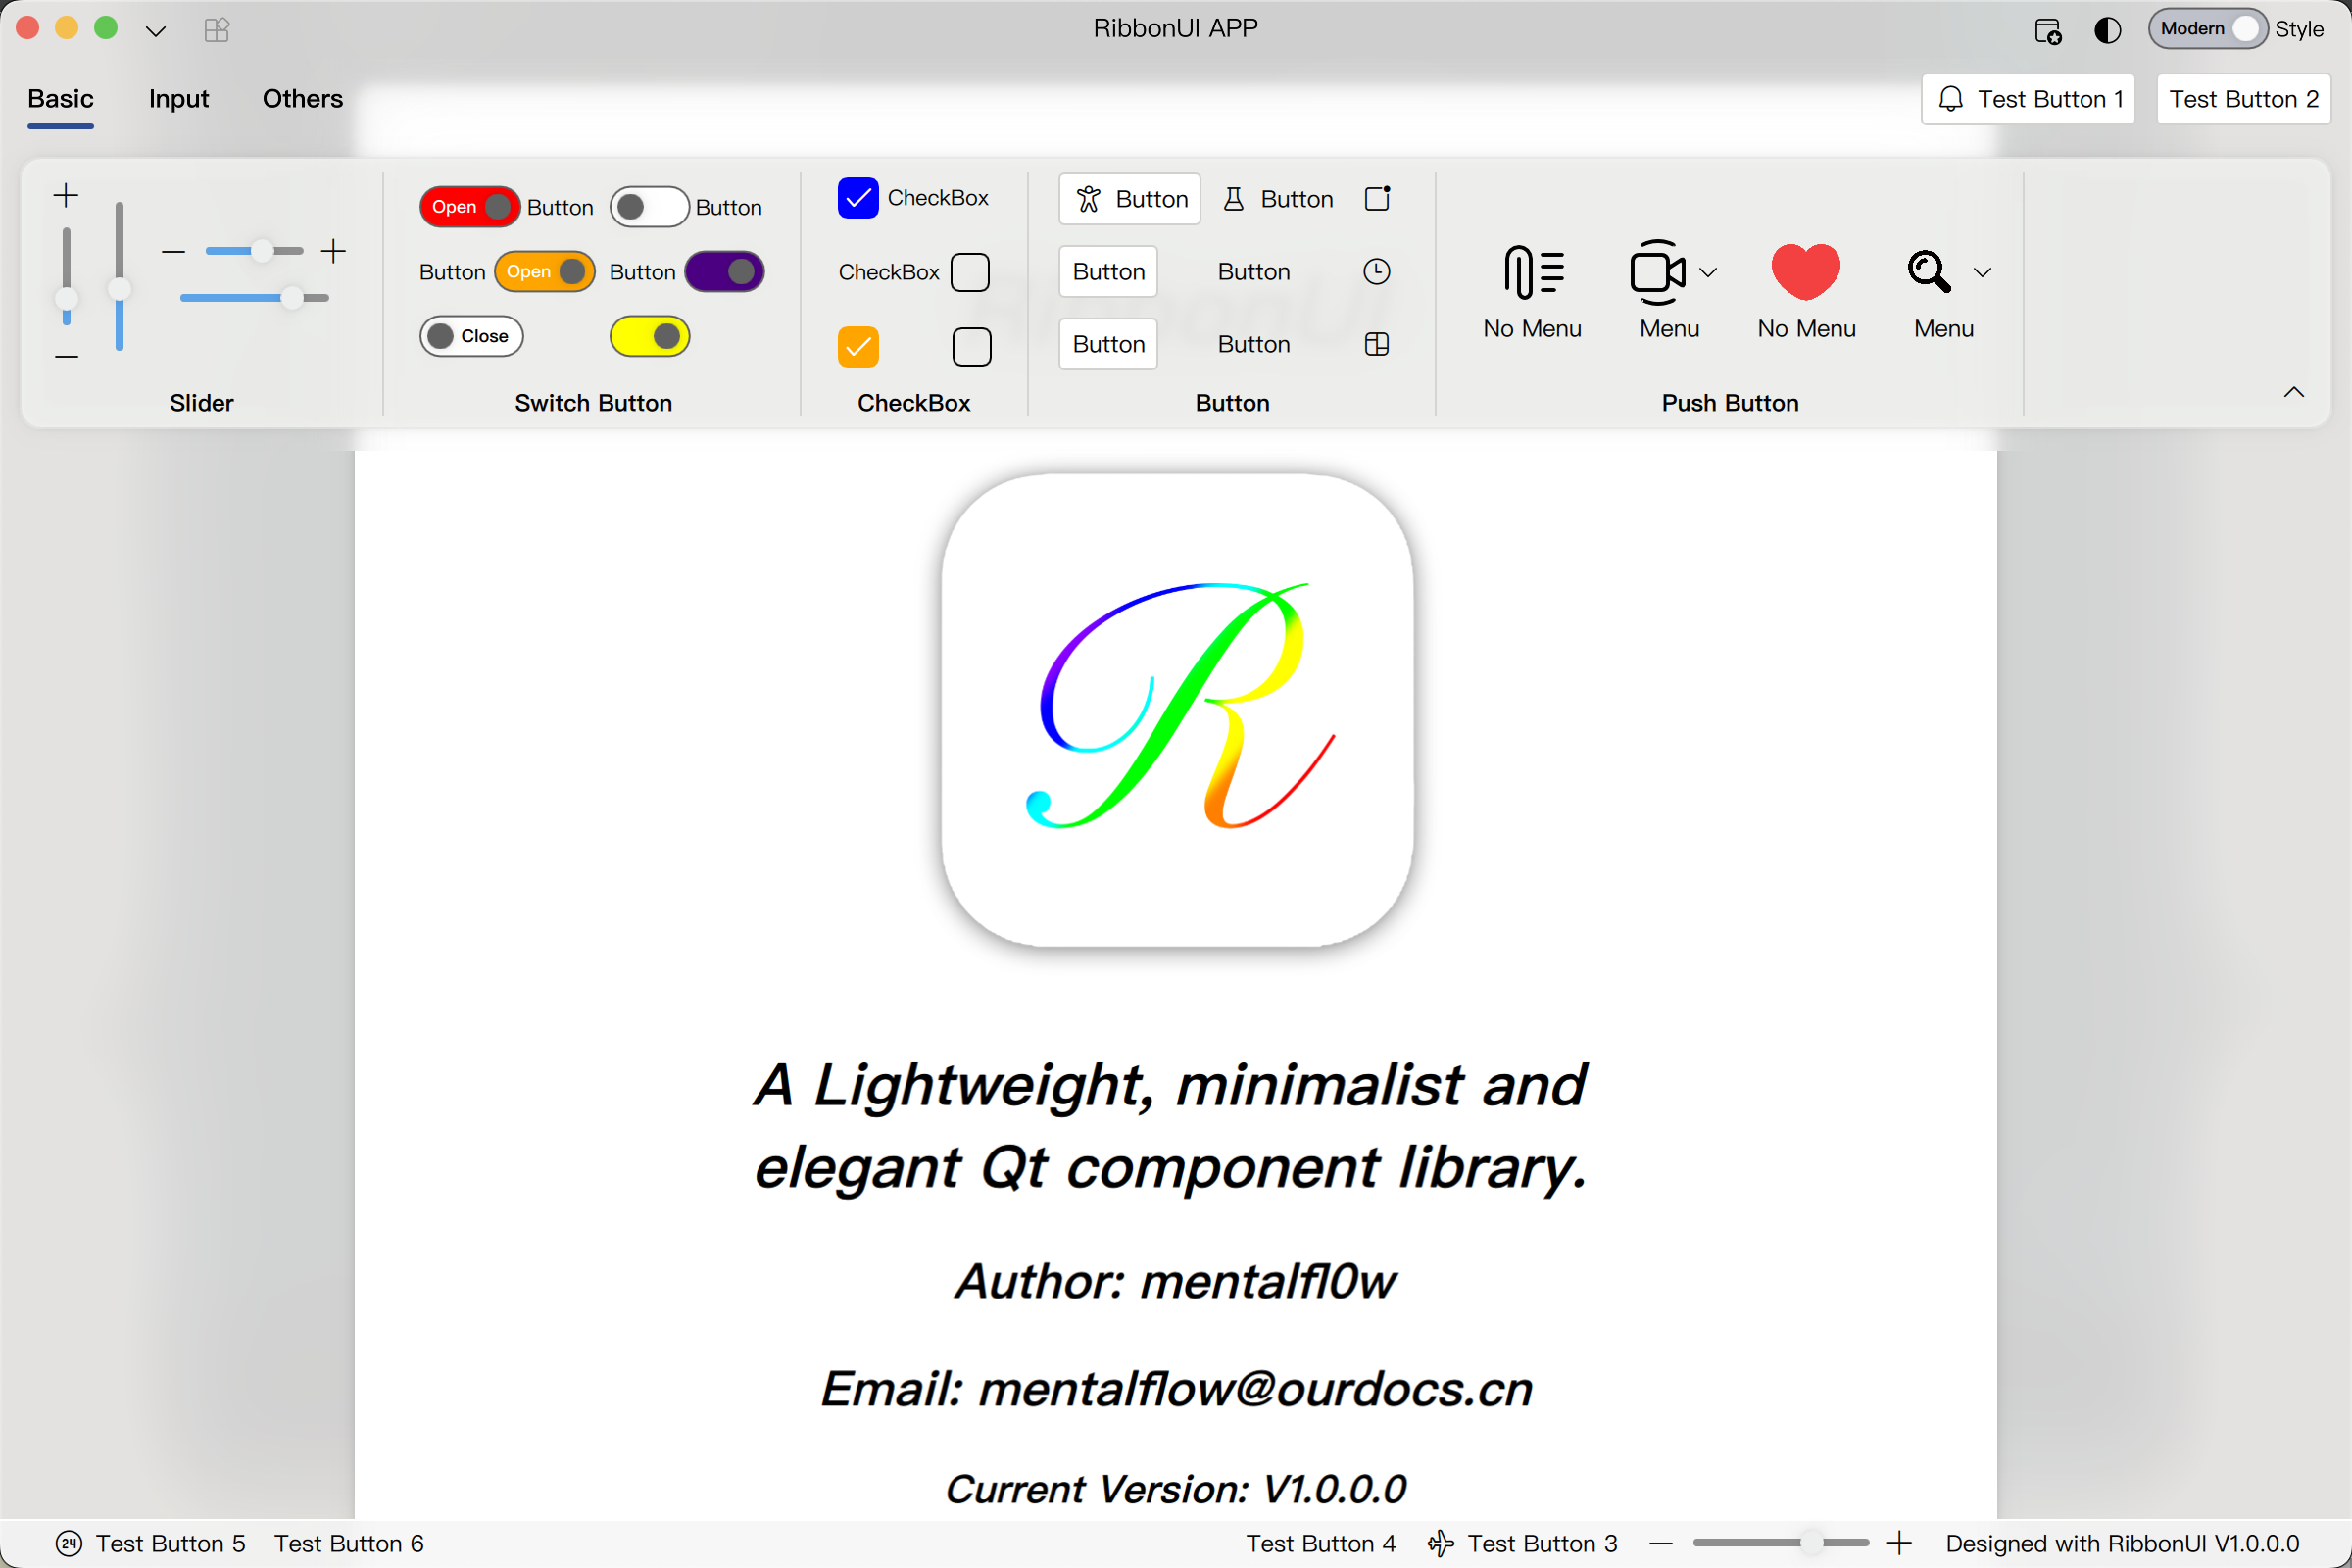 RibbonUI APP
Modern Style
Basic Input Others
Test Button 1 Test Button 2
Open Button Button
Button Open Button
Close
Slider
Switch Button
CheckBox
CheckBox
CheckBox
Button Button
Button Button
Button Button
Button
No Menu Menu No Menu Menu
Push Button
RibbonUI
R
A Lightweight, minimalist and
elegant Qt component library.
Author: mentalfl0w
Email: mentalflow@ourdocs.cn
Current Version: V1.0.0.0
24 Test Button 5 Test Button 6
Test Button 4 Test Button 3
Designed with RibbonUI V1.0.0.0